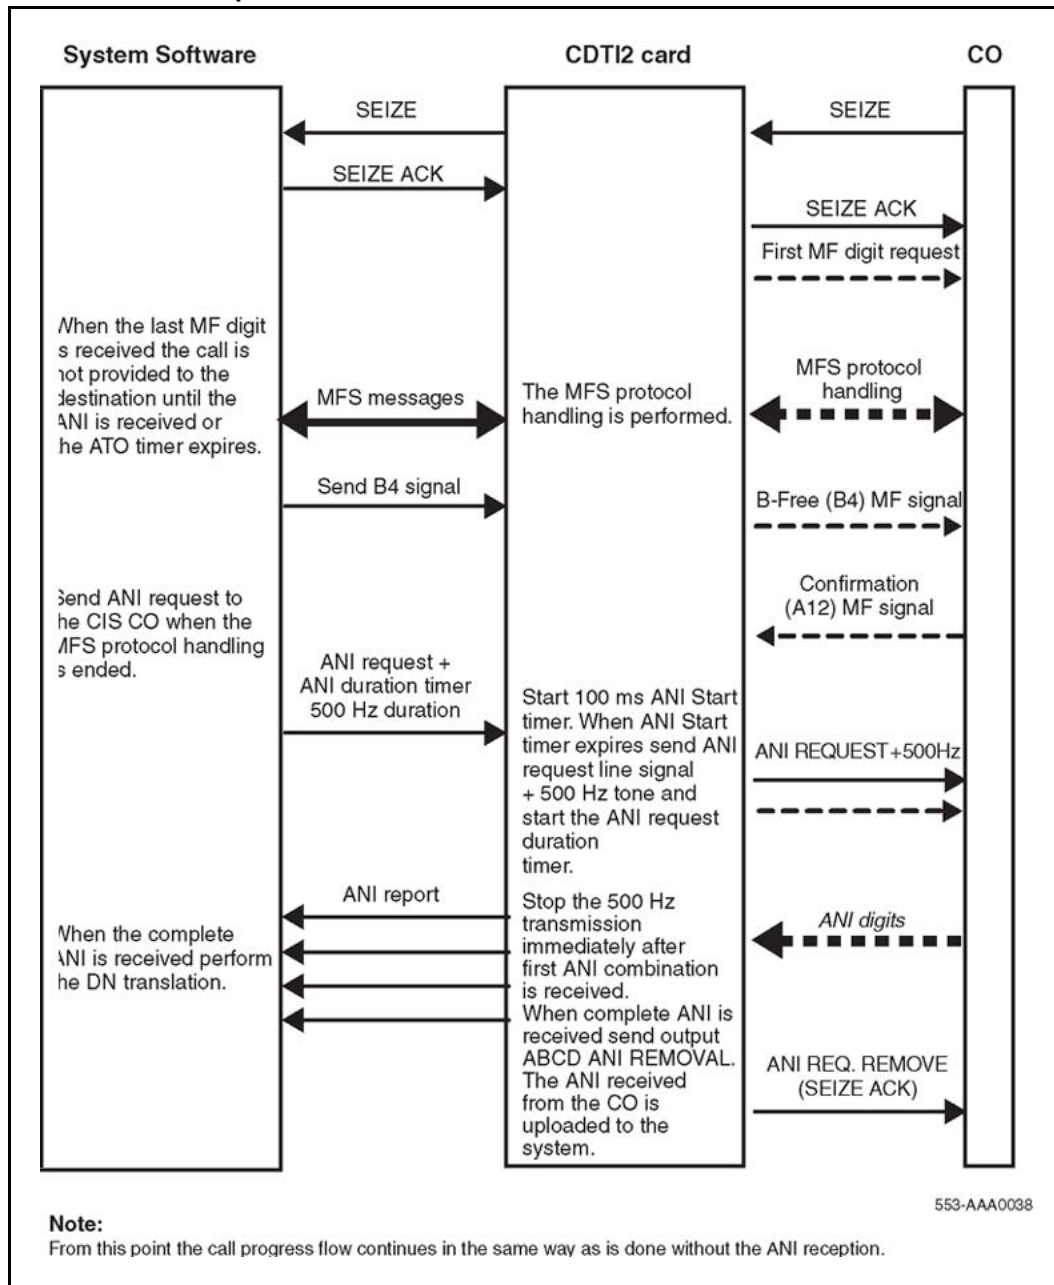 System Software
CDTI2 card
CO
SEIZE
SEIZE
SEIZE ACK
SEIZE ACK
First MF digit request
When the last MF digit
s received the call is
not provided to the
destination until the
ANI is received or
he ATO timer expires.
MFS messages
The MFS protocol
handling is performed.
MFS protocol
handling
Send B4 signal
B-Free (B4) MF signal
Confirmation
(A12) MF signal
Send ANI request to
he CIS CO when the
MFS protocol handling
s ended.
ANI request +
ANI duration timer
500 Hz duration
Start 100 ms ANI Start
timer. When ANI Start
timer expires send ANI
request line signal
+ 500 Hz tone and
start the ANI request
duration
timer.
ANI REQUEST+500Hz
ANI report
Stop the 500 Hz
transmission
immediately after
first ANI combination
is received.
When complete ANI is
received send output
ABCD ANI REMOVAL.
The ANI received
from the CO is
uploaded to the
system.
ANI digits
When the complete
ANI is received perform
he DN translation.
ANI REQ. REMOVE
(SEIZE ACK)
553-AAA0038
Note:
From this point the call progress flow continues in the same way as is done without the ANI reception.